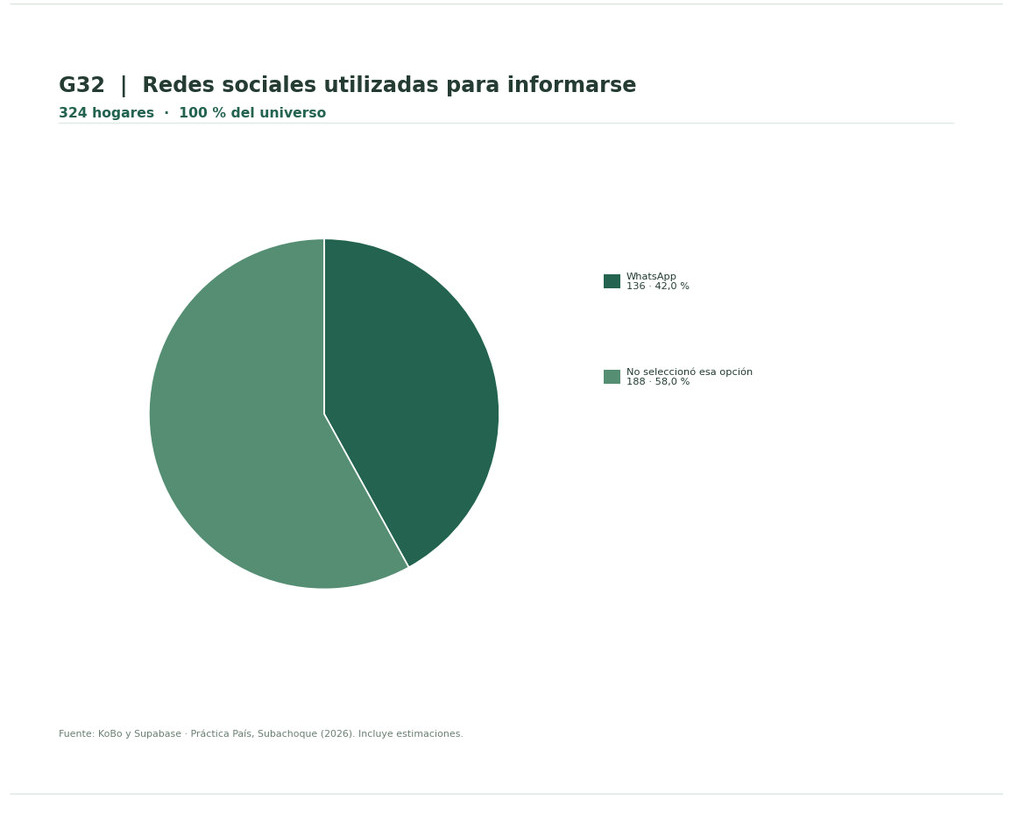 G32 | Redes sociales utilizadas para informarse
324 hogares · 100 % del universo
WhatsApp
136 · 42,0 %
No seleccionó esa opción
188 · 58,0 %
Fuente: KoBo y Supabase · Práctica País, Subachoque (2026). Incluye estimaciones.